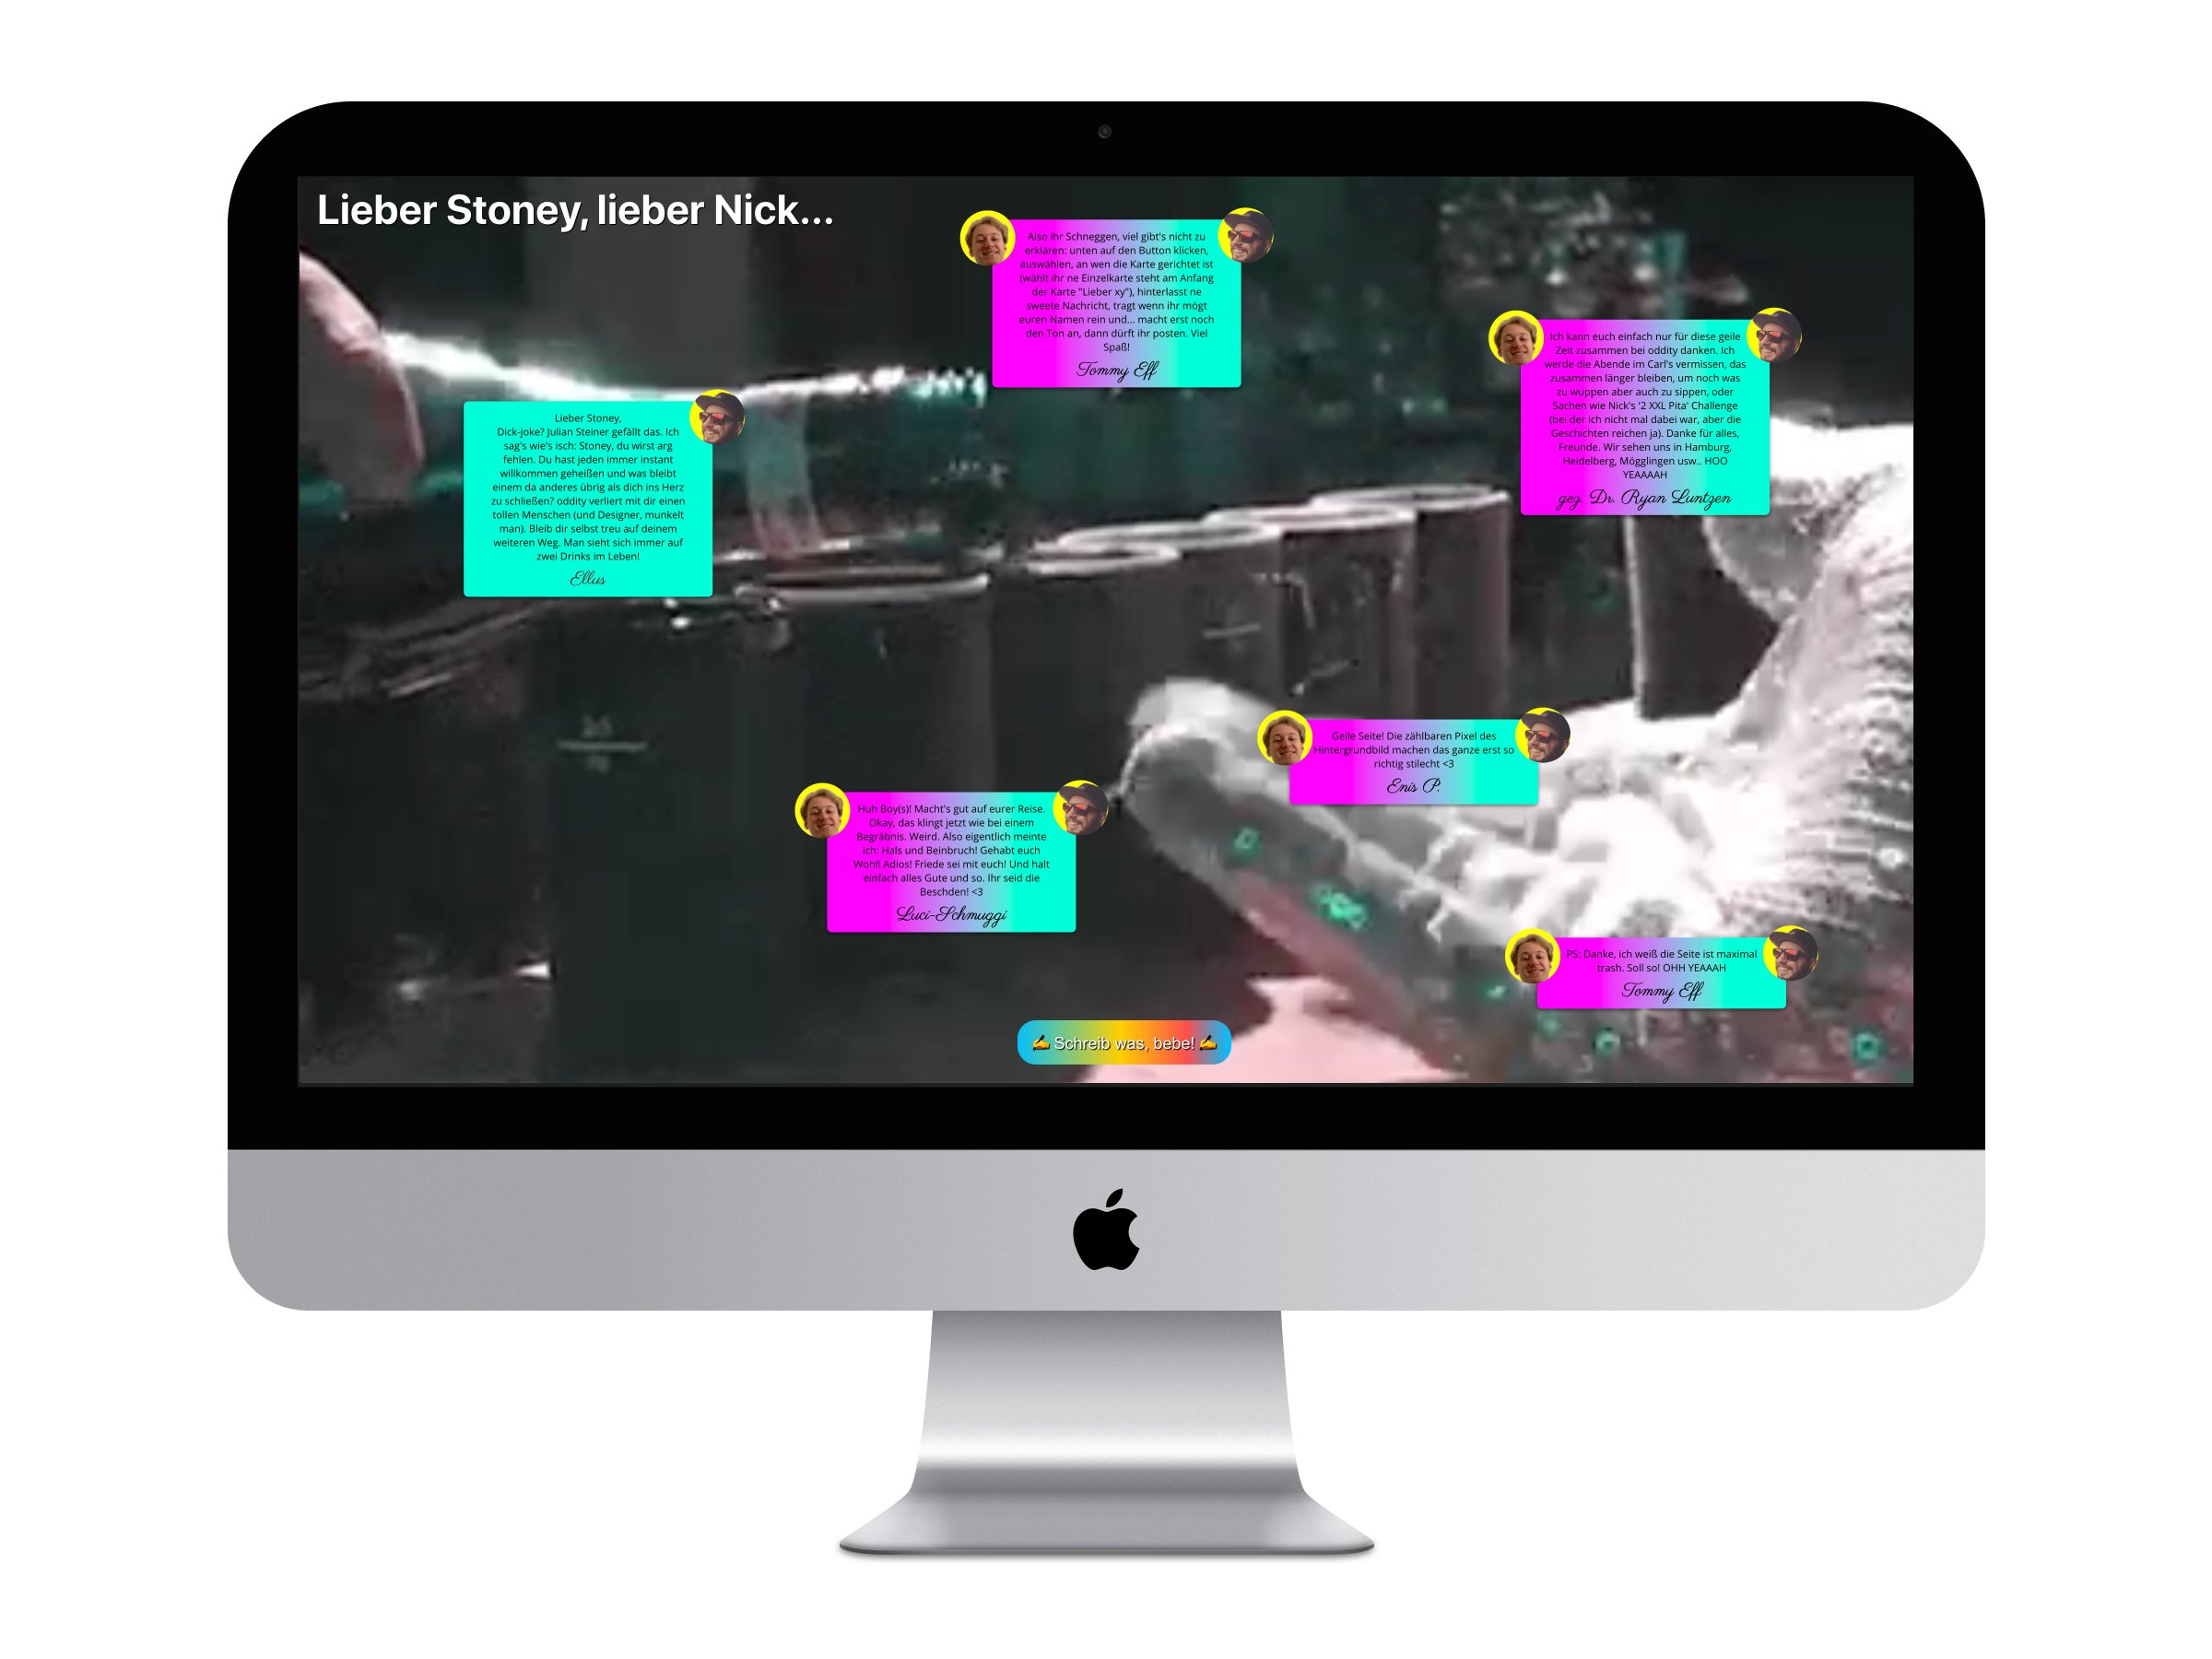 Lieber Stoney, lieber Nick...
Also ihr Schneggen, viel gibt's nicht zu
erklären: unten auf den Button klicken,
auswählen, an wen die Karte gerichtet ist
(wählt ihr ne Einzelkarte steht am Anfang
der Karte "Lieber xy"), hinterlasst ne
sweete Nachricht, tragt wenn ihr mögt
euren Namen rein und... macht erst noch
den Ton an, dann dürft ihr posten. Viel
Spaß!
Tommy Eff
Ich kann euch einfach nur für diese geile
Zeit zusammen bei oddity danken. Ich
werde die Abende im Carl's vermissen, das
zusammen länger bleiben, um noch was
zu wuppen aber auch zu sippen, oder
Sachen wie Nick's '2 XXL Pita' Challenge
(bei der ich nicht mal dabei war, aber die
Geschichten reichen ja). Danke für alles,
Freunde. Wir sehen uns in Hamburg,
Heidelberg, Mögglingen usw.. HOO
YEAAAAH
gez. Dr. Ryan Luntzen
Lieber Stoney,
Dick-joke? Julian Steiner gefällt das. Ich
sag's wie's isch: Stoney, du wirst arg
fehlen. Du hast jeden immer instant
willkommen geheißen und was bleibt
einem da anderes übrig als dich ins Herz
zu schließen? oddity verliert mit dir einen
tollen Menschen (und Designer, munkelt
man). Bleib dir selbst treu auf deinem
weiteren Weg. Man sieht sich immer auf
zwei Drinks im Leben!
Ellus
Geile Seite! Die zählbaren Pixel des
Hintergrundbild machen das ganze erst so
richtig stilecht <3
Enis P.
Huh Boy(s)! Macht's gut auf eurer Reise.
Okay, das klingt jetzt wie bei einem
Begräbnis. Weird. Also eigentlich meinte
ich: Hals und Beinbruch! Gehabt euch
Wohl! Adios! Friede sei mit euch! Und halt
einfach alles Gute und so. Ihr seid die
Beschden! <3
Luci-Schmuggi
PS: Danke, ich weiß die Seite ist maximal
trash. Soll so! OHH YEAAAH
Tommy Eff
✍️ Schreib was, bebe! ✍️